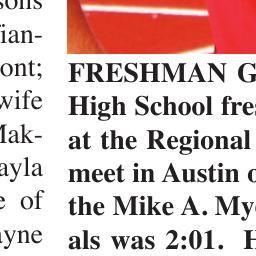 sons
ian-
ont;
wife
Mak-
ayla
e of
ayne
FRESHMAN G
High School fres
at the Regional
meet in Austin o
the Mike A. Mye
als was 2:01. H